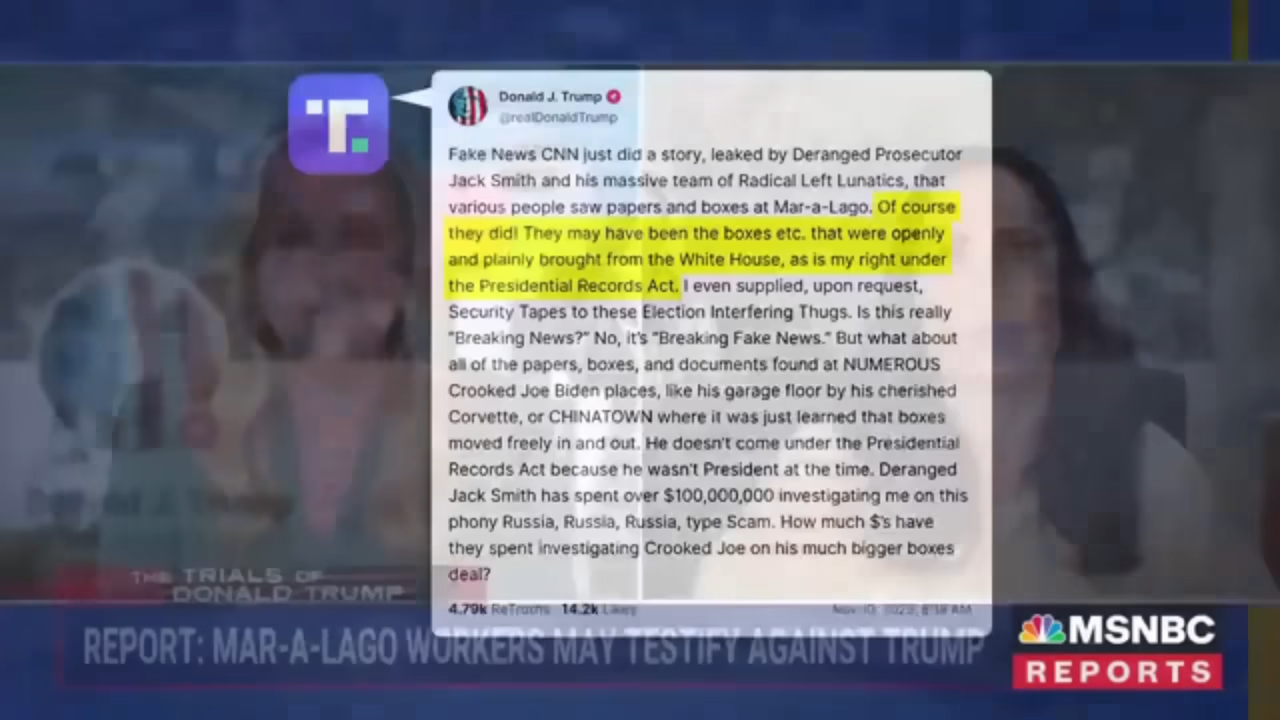 T.
Donald J. Trump
@realDonaldTrump
Fake News CNN just did a story, leaked by Deranged Prosecutor
Jack Smith and his massive team of Radical Left Lunatics, that
various people saw papers and boxes at Mar-a-Lago. Of course
they did! They may have been the boxes etc. that were openly
and plainly brought from the White House, as is my right under
the Presidential Records Act. I even supplied, upon request,
Security Tapes to these Election Interfering Thugs. Is this really
"Breaking News?" No, it's "Breaking Fake News." But what about
all of the papers, boxes, and documents found at NUMEROUS
Crooked Joe Biden places, like his garage floor by his cherished
Corvette, or CHINATOWN where it was just learned that boxes
moved freely in and out. He doesn't come under the Presidential
Records Act because he wasn't President at the time. Deranged
Jack Smith has spent over $100,000,000 investigating me on this
phony Russia, Russia, Russia, type Scam. How much $'s have
they spent investigating Crooked Joe on his much bigger boxes
deal?
4.79k ReTruths 14.2k Likes
THE TRIALS OF
DONALD TRUMP
REPORT: MAR-A-LAGO WORKERS MAY TESTIFY AGAINST TRUMP
MSNBC
REPORTS